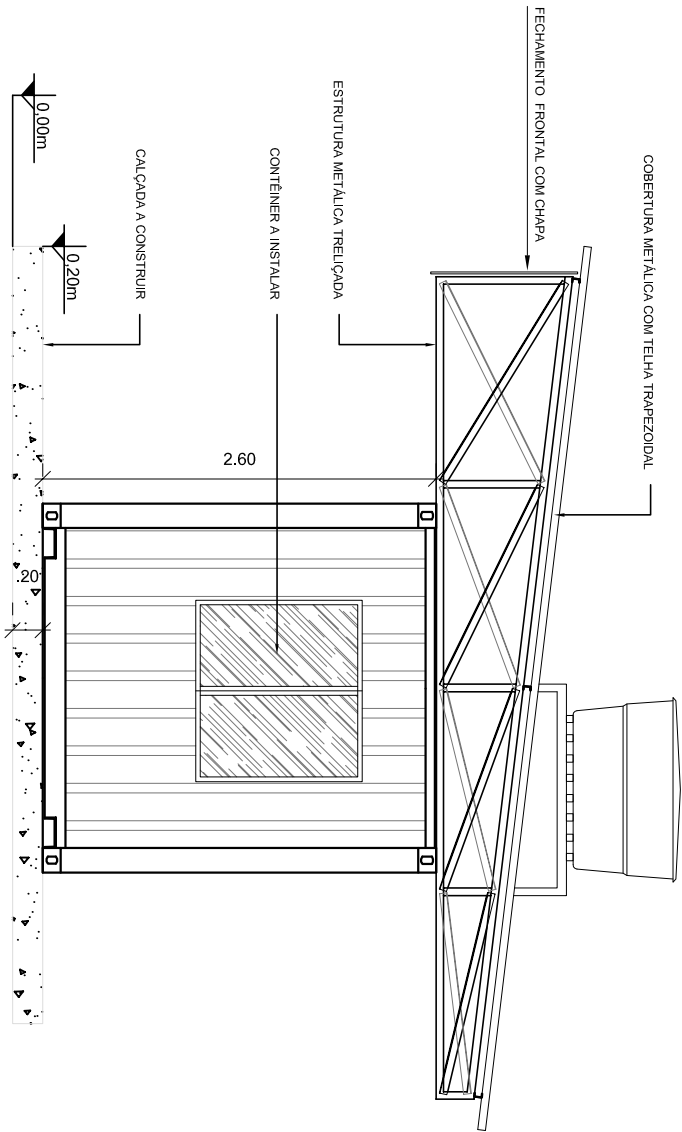 COBERTURA METÁLICA COM TELHA TRAPEZOIDAL
FECHAMENTO FRONTAL COM CHAPA
ESTRUTURA METÁLICA TRELIÇADA
CONTÊINER A INSTALAR
CALÇADA A CONSTRUIR
0,20m
0,00m
2.60
.20